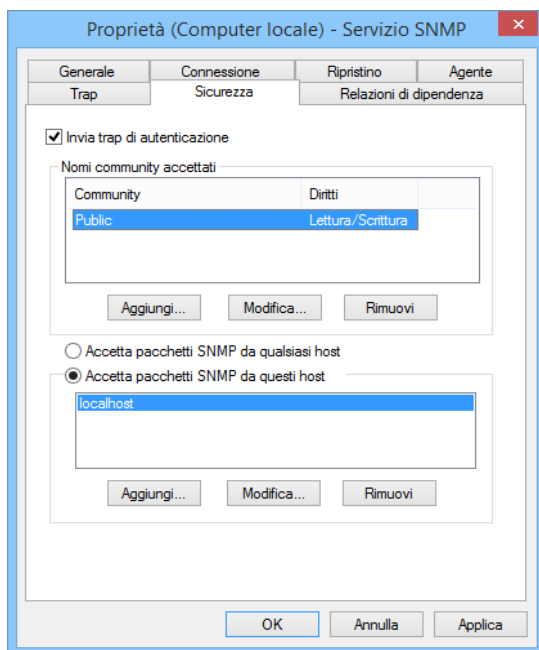 Proprietà (Computer locale) - Servizio SNMP
Generale Connessione Ripristino Agente
Trap Sicurezza Relazioni di dipendenza
Invia trap di autenticazione
Nomi community accettati
Community Diritti
Public Lettura/Scrittura
Aggiungi... Modifica... Rimuovi
Accetta pacchetti SNMP da qualsiasi host
Accetta pacchetti SNMP da questi host
localhost
Aggiungi... Modifica... Rimuovi
OK Annulla Applica